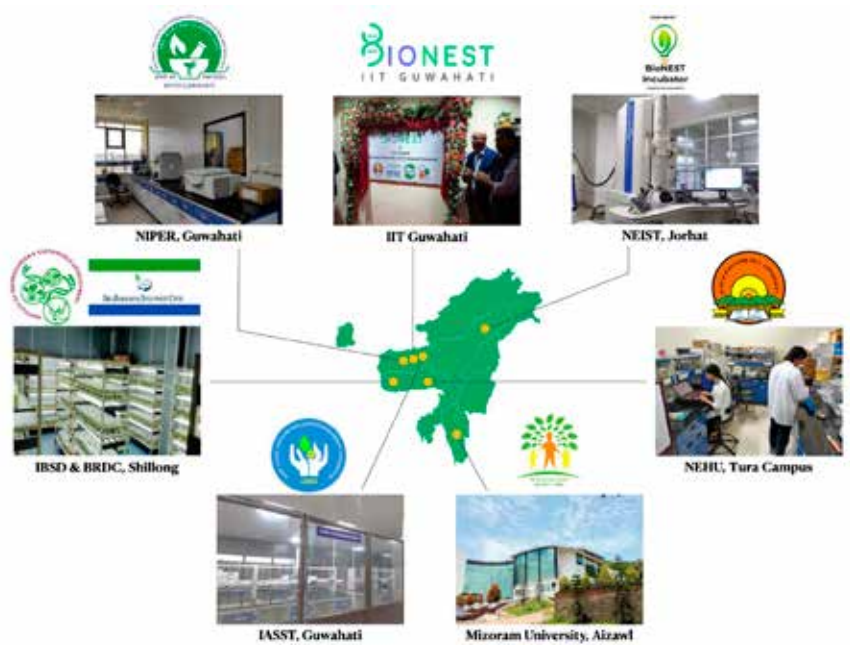 BIONEST
IIT GUWAHATI
BioNEST
Incubator
NIPER, Guwahati
IIT Guwahati
NEIST, Jorhat
IBSD & BRDC, Shillong
NEHU, Tura Campus
IASST, Guwahati
Mizoram University, Aizawl